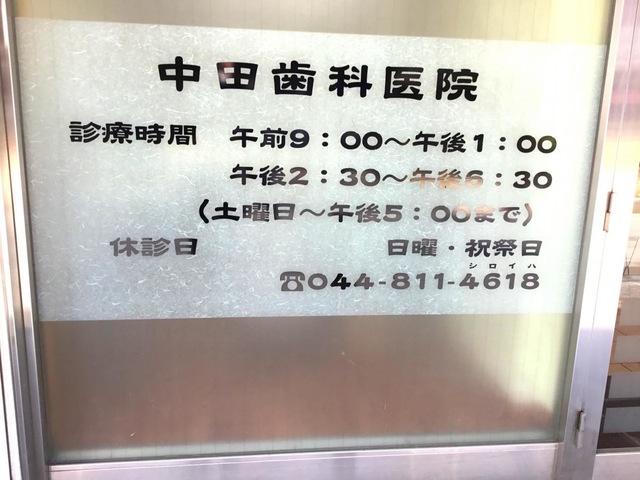 中田歯科医院
診療時間 午前9：00〜午後1：00
午後2：30〜午後6：30
（土曜日〜午後5：00まで）
休診日 日曜・祝祭日
シロイハ
☎044-811-4618